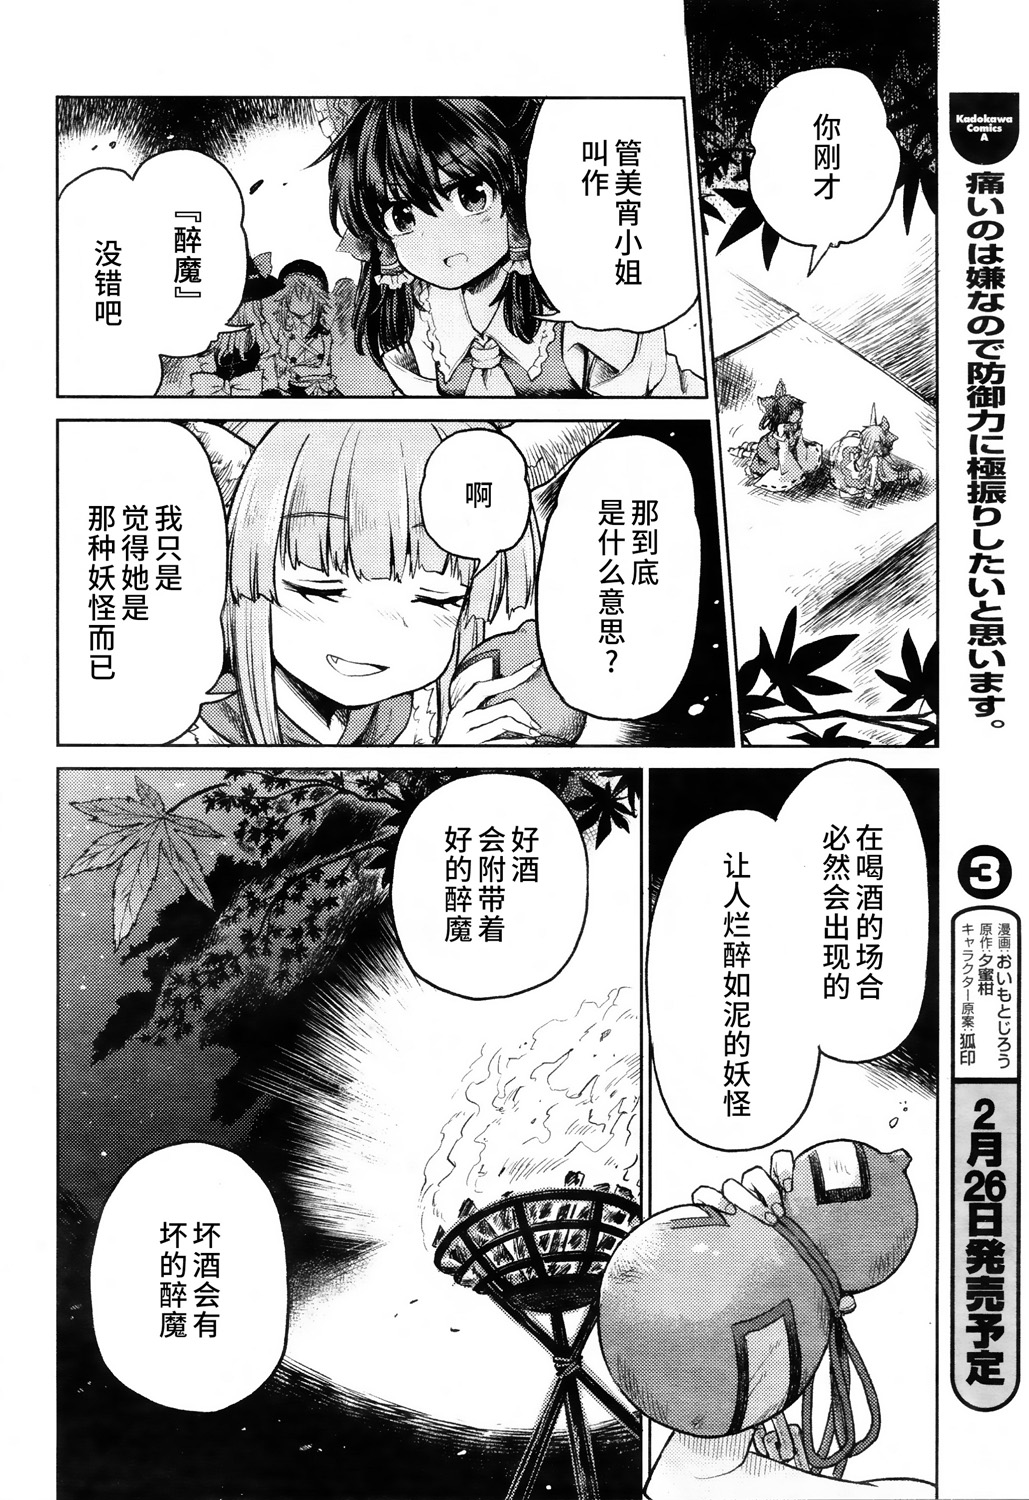 你刚才
管美宵小姐
叫作
『醉魔』
没错吧
那到底
是什么意思?
啊
我只是
觉得她是
那种妖怪而已
在喝酒的场合
必然会出现的
让人烂醉如泥的妖怪
好酒
会附带着
好的醉魔
坏酒会有
坏的醉魔
Kadokawa
Comics
A
痛いのは嫌なので防御力に極振りしたいと思います。
3
漫画:おいもとじろう
原作:夕蜜柑
キャラクター原案:狐印
2月26日発売予定